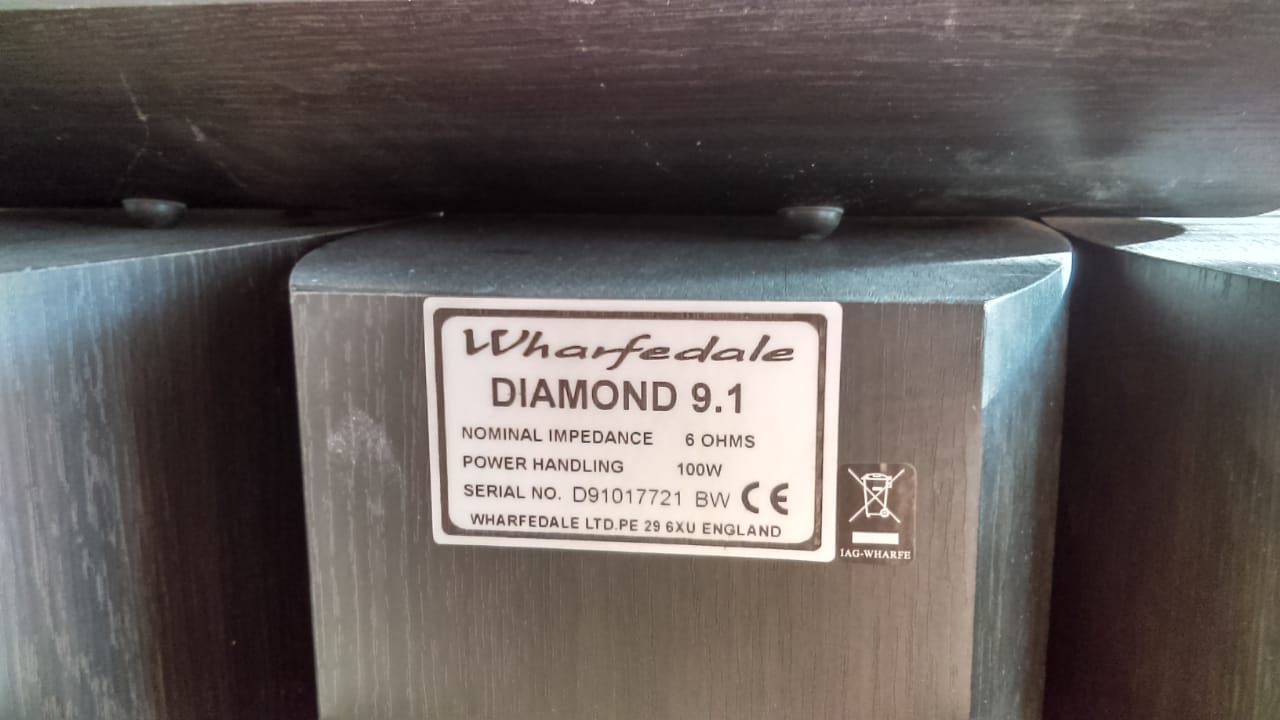 Wharfedale
DIAMOND 9.1
NOMINAL IMPEDANCE 6 OHMS
POWER HANDLING 100W
SERIAL NO. D91017721 BW CE
WHARFEDALE LTD.PE 29 6XU ENGLAND
IAG-WHARFE